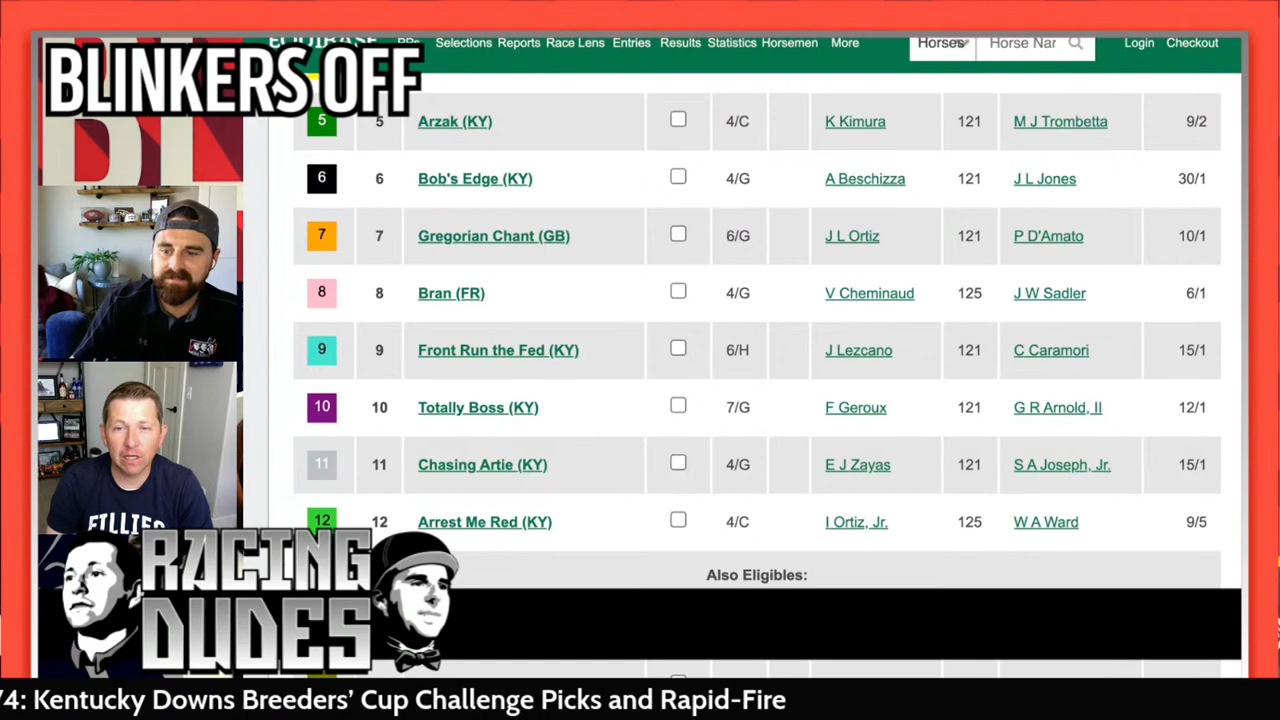 BLINKERS OFF
EQUIBASE Selections Reports Race Lens Entries Results Statistics Horsemen More Horses Horse Nar Login Checkout
5 5 Arzak (KY) 4/C K Kimura 121 M J Trombetta 9/2
6 6 Bob's Edge (KY) 4/G A Beschizza 121 J L Jones 30/1
7 7 Gregorian Chant (GB) 6/G J L Ortiz 121 P D'Amato 10/1
8 8 Bran (FR) 4/G V Cheminaud 125 J W Sadler 6/1
9 9 Front Run the Fed (KY) 6/H J Lezcano 121 C Caramori 15/1
10 10 Totally Boss (KY) 7/G F Geroux 121 G R Arnold, II 12/1
11 11 Chasing Artie (KY) 4/G E J Zayas 121 S A Joseph, Jr. 15/1
12 12 Arrest Me Red (KY) 4/C I Ortiz, Jr. 125 W A Ward 9/5
Also Eligibles:
FILLIES
RACING
DUDES
74: Kentucky Downs Breeders’ Cup Challenge Picks and Rapid-Fire